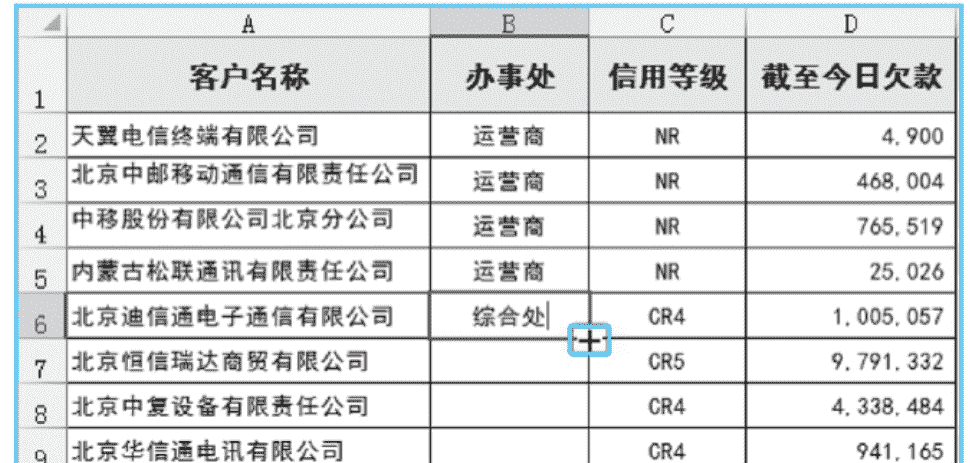 A B C D
1 客户名称 办事处 信用等级 截至今日欠款
2 天翼电信终端有限公司 运营商 NR 4,900
3 北京中邮移动通信有限责任公司 运营商 NR 468,004
4 中移股份有限公司北京分公司 运营商 NR 765,519
5 内蒙古松联通讯有限责任公司 运营商 NR 25,026
6 北京迪信通电子通信有限公司 综合处 CR4 1,005,057
7 北京恒信瑞达商贸有限公司 CR5 9,791,332
8 北京中复设备有限责任公司 CR4 4,338,484
9 北京华信通电讯有限公司 CR4 941,165